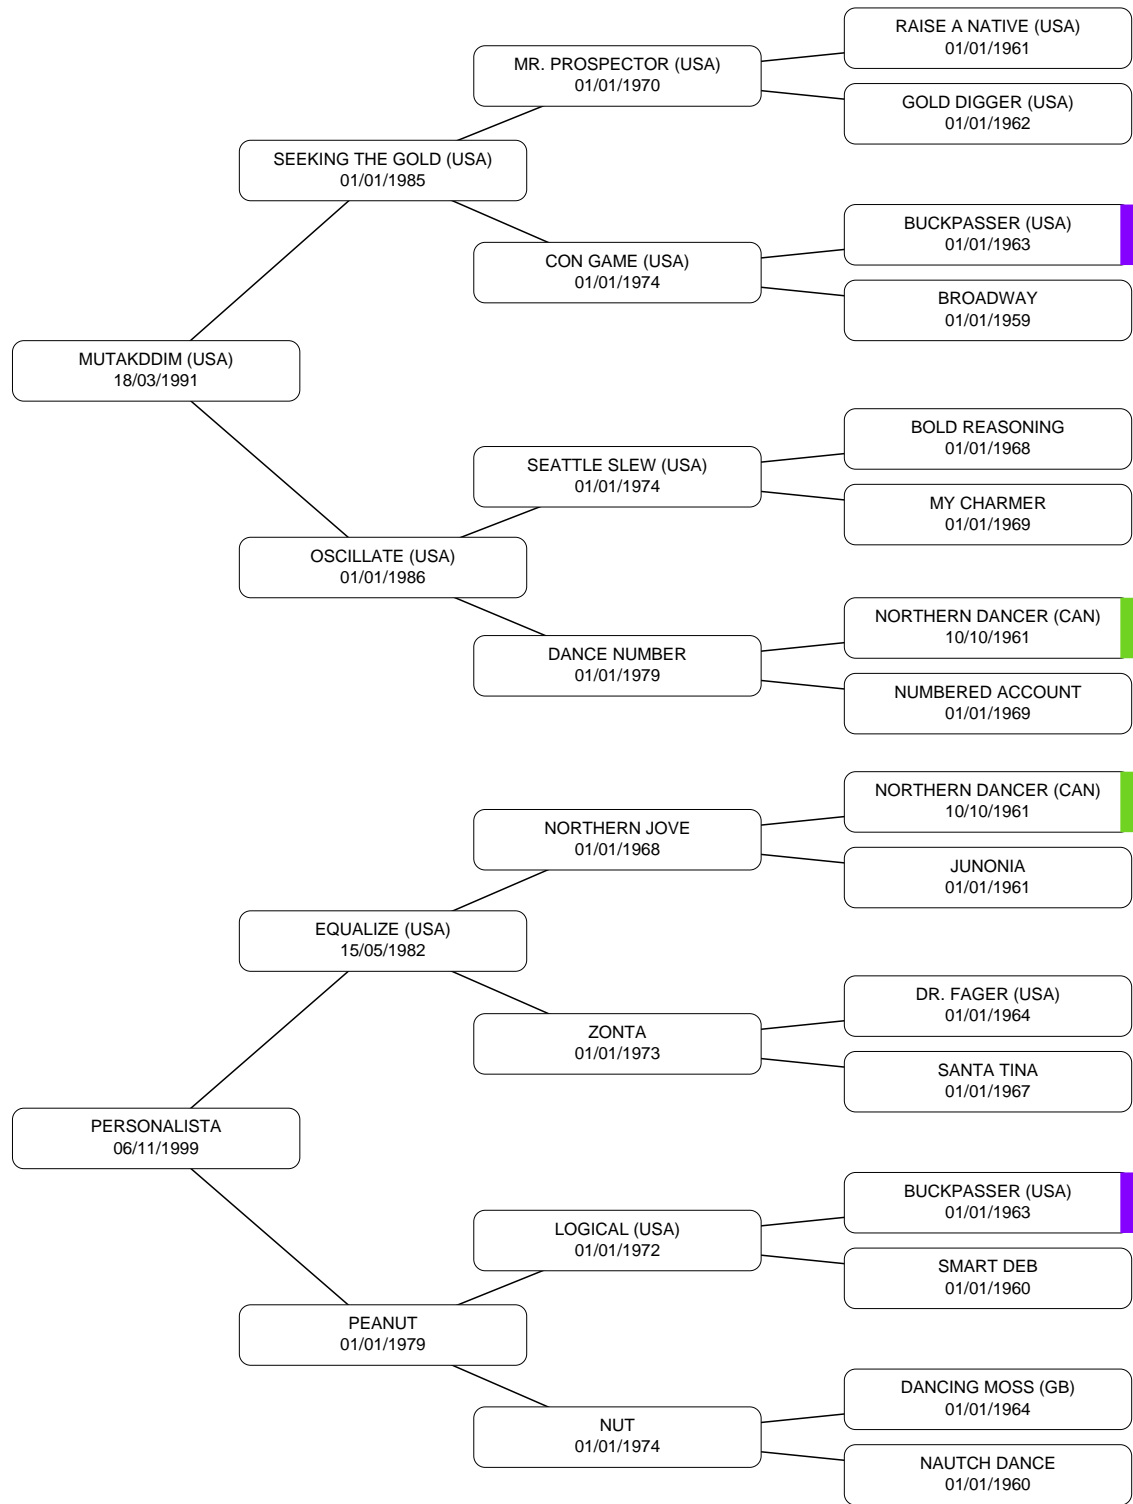 RAISE A NATIVE (USA)
01/01/1961
MR. PROSPECTOR (USA)
01/01/1970
GOLD DIGGER (USA)
01/01/1962
SEEKING THE GOLD (USA)
01/01/1985
BUCKPASSER (USA)
01/01/1963
CON GAME (USA)
01/01/1974
BROADWAY
01/01/1959
MUTAKDDIM (USA)
18/03/1991
BOLD REASONING
01/01/1968
SEATTLE SLEW (USA)
01/01/1974
MY CHARMER
01/01/1969
OSCILLATE (USA)
01/01/1986
NORTHERN DANCER (CAN)
10/10/1961
DANCE NUMBER
01/01/1979
NUMBERED ACCOUNT
01/01/1969
NORTHERN DANCER (CAN)
10/10/1961
NORTHERN JOVE
01/01/1968
JUNONIA
01/01/1961
EQUALIZE (USA)
15/05/1982
DR. FAGER (USA)
01/01/1964
ZONTA
01/01/1973
SANTA TINA
01/01/1967
PERSONALISTA
06/11/1999
BUCKPASSER (USA)
01/01/1963
LOGICAL (USA)
01/01/1972
SMART DEB
01/01/1960
PEANUT
01/01/1979
DANCING MOSS (GB)
01/01/1964
NUT
01/01/1974
NAUTCH DANCE
01/01/1960